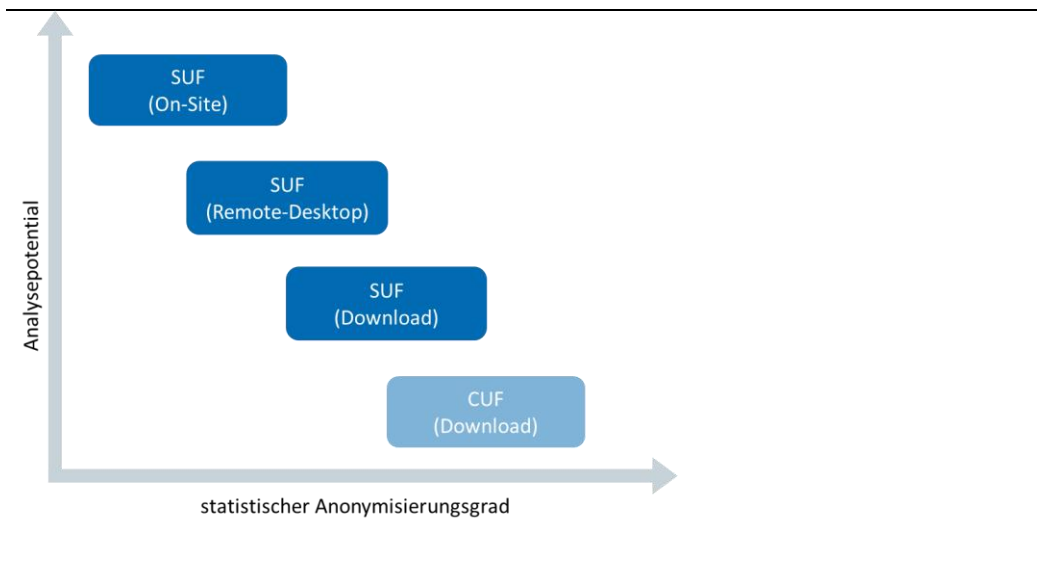 SUF
(On-Site)
SUF
(Remote-Desktop)
SUF
(Download)
CUF
(Download)
Analysepotential
statistischer Anonymisierungsgrad